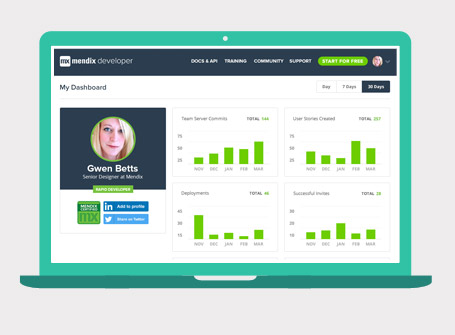 mx mendix developer
DOCS & API TRAINING COMMUNITY SUPPORT START FOR FREE
My Dashboard
Day 7 Days 30 Days
Gwen Betts
Senior Designer at Mendix
RAPID DEVELOPER
MENDIX
mx
in Add to profile
Share on Twitter
Team Server Commits TOTAL 144
75
50
25
NOV DEC JAN FEB MAR
User Stories Created TOTAL 257
75
50
25
NOV DEC JAN FEB MAR
Deployments TOTAL 46
45
30
15
NOV DEC JAN FEB MAR
Successful Invites TOTAL 26
30
15
NOV DEC JAN FEB MAR